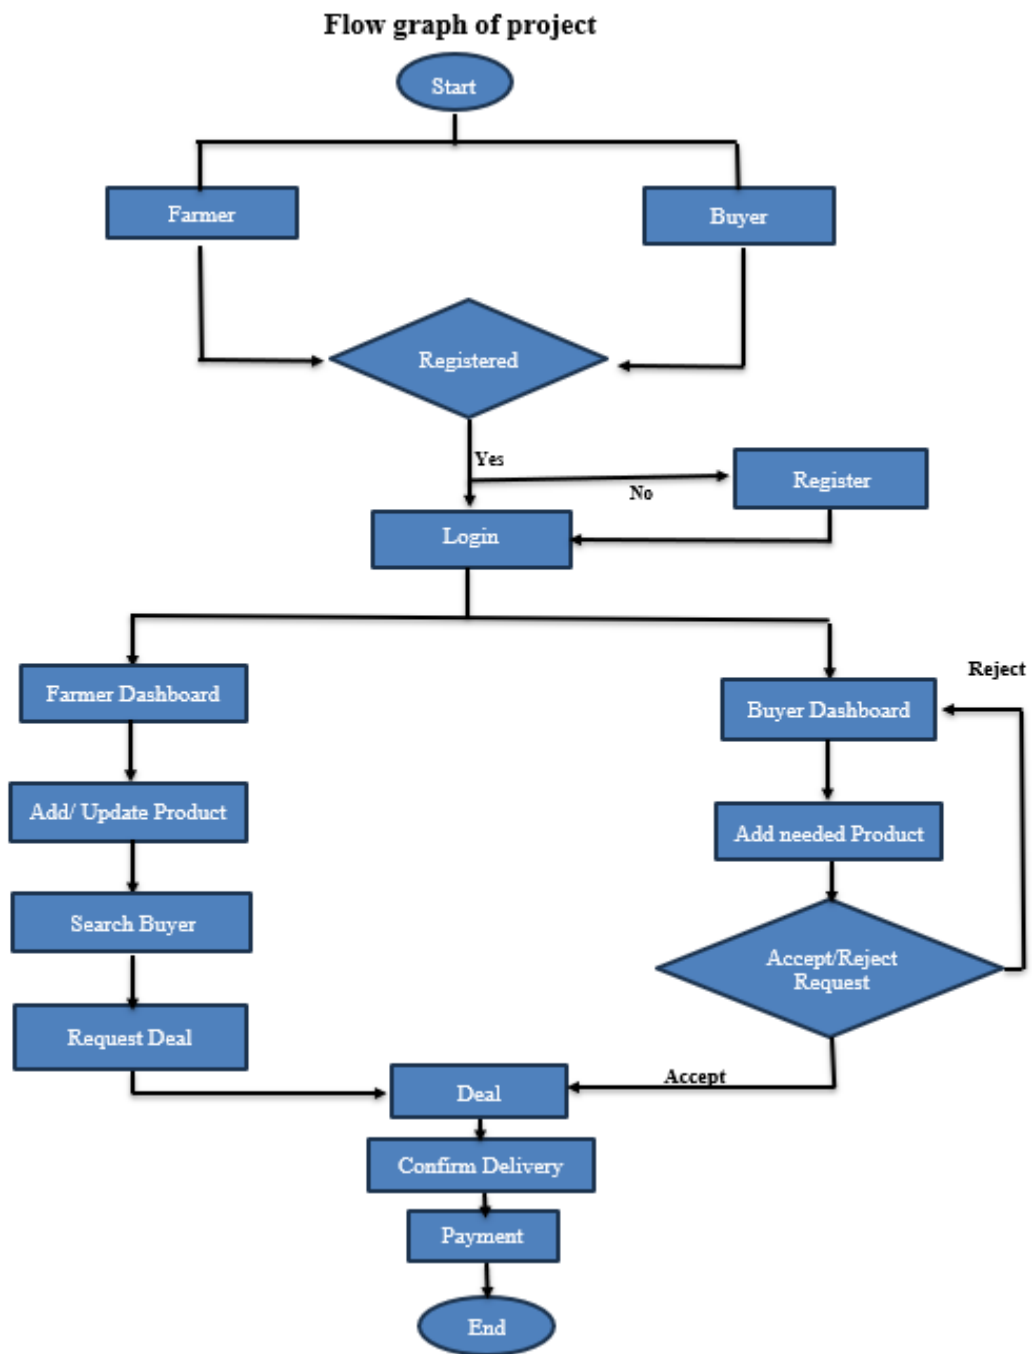 Flow graph of project
Start
Farmer
Buyer
Registered
Yes
No
Register
Login
Farmer Dashboard
Reject
Buyer Dashboard
Add/ Update Product
Add needed Product
Search Buyer
Accept/Reject
Request
Request Deal
Accept
Deal
Confirm Delivery
Payment
End